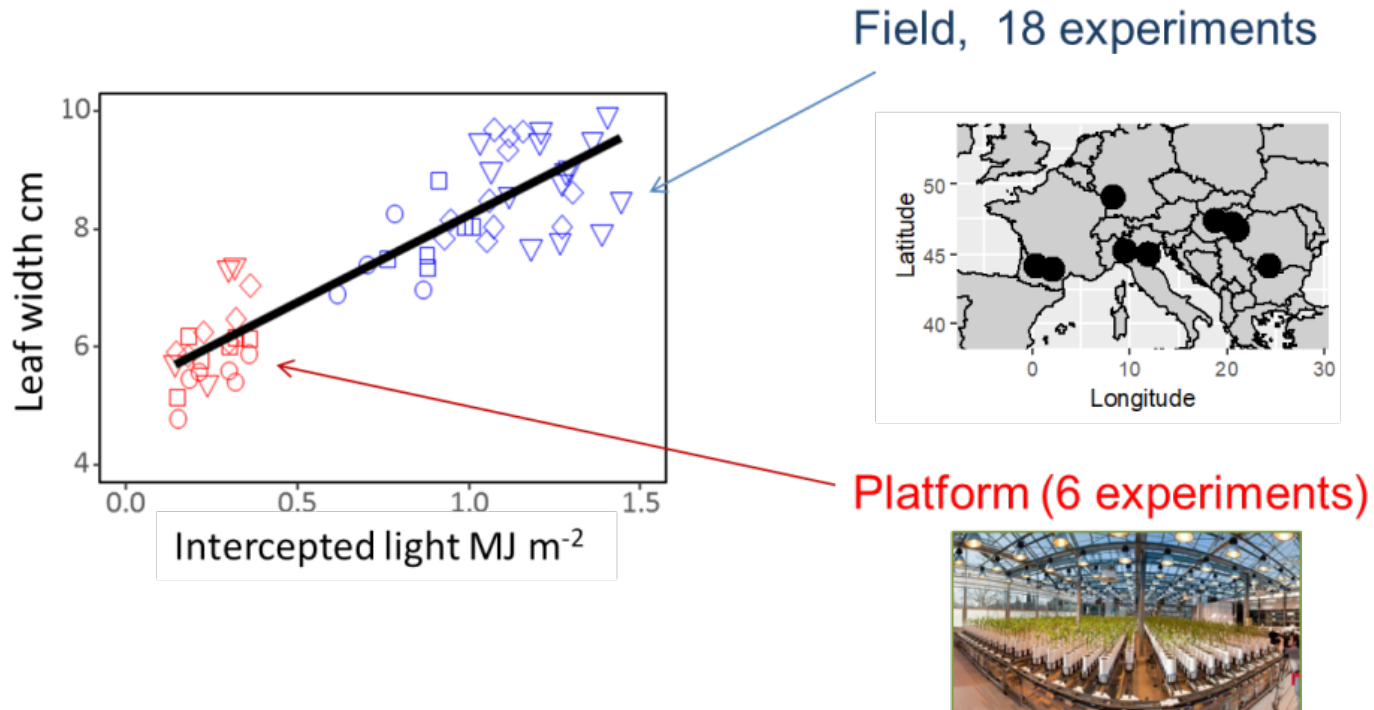 Field, 18 experiments
Leaf width cm
10
8
6
4
0.0
0.5
1.0
1.5
Intercepted light MJ m⁻²
Latitude
50
45
40
0
10
20
30
Longitude
Platform (6 experiments)